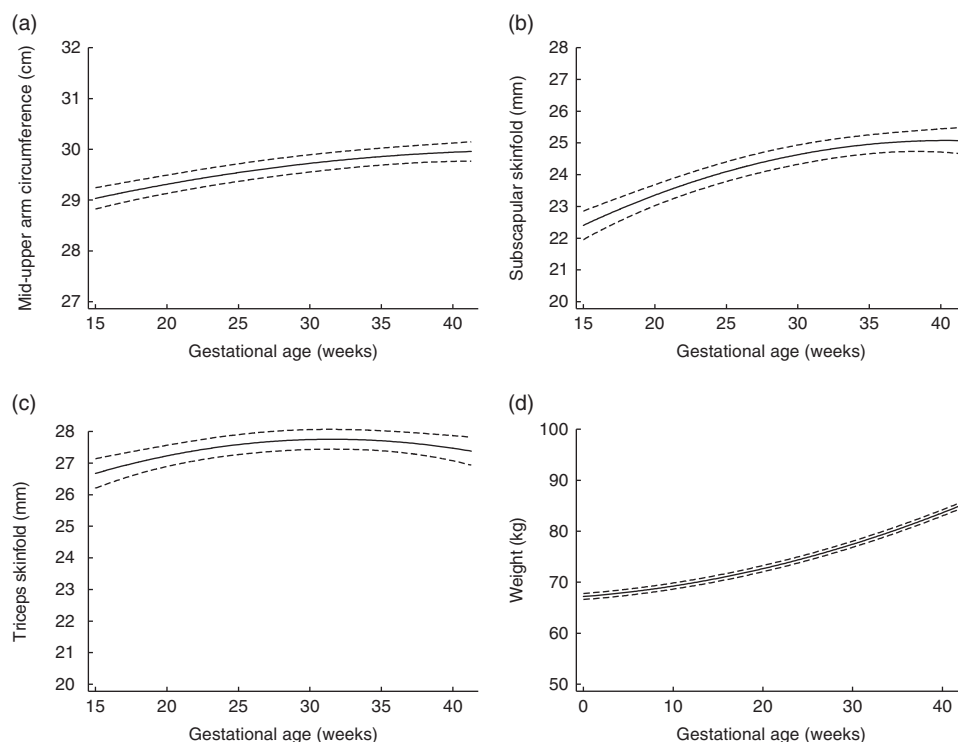 (a)
32
31
30
29
28
27
15 20 25 30 35 40
Mid-upper arm circumference (cm)
Gestational age (weeks)
(b)
28
27
26
25
24
23
22
21
20
15 20 25 30 35 40
Subscapular skinfold (mm)
Gestational age (weeks)
(c)
28
27
26
25
24
23
22
21
20
15 20 25 30 35 40
Triceps skinfold (mm)
Gestational age (weeks)
(d)
100
90
80
70
60
50
0 10 20 30 40
Weight (kg)
Gestational age (weeks)